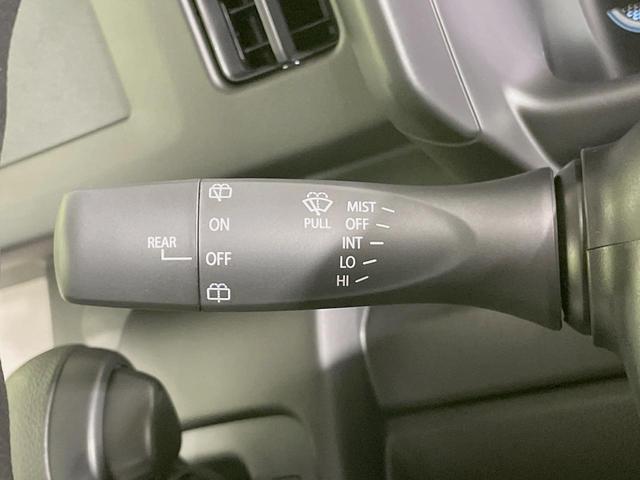 REAR
ON
OFF
PULL
MIST
OFF
INT
LO
HI